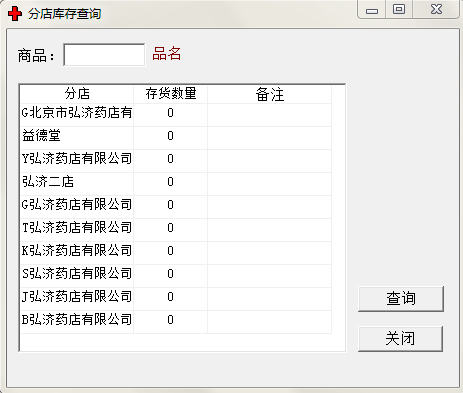 分店库存查询
商品： 品名
分店 存货数量 备注
G北京市弘济药店有 0
益德堂 0
Y弘济药店有限公司 0
弘济二店 0
G弘济药店有限公司 0
T弘济药店有限公司 0
K弘济药店有限公司 0
S弘济药店有限公司 0
J弘济药店有限公司 0
B弘济药店有限公司 0
查询
关闭